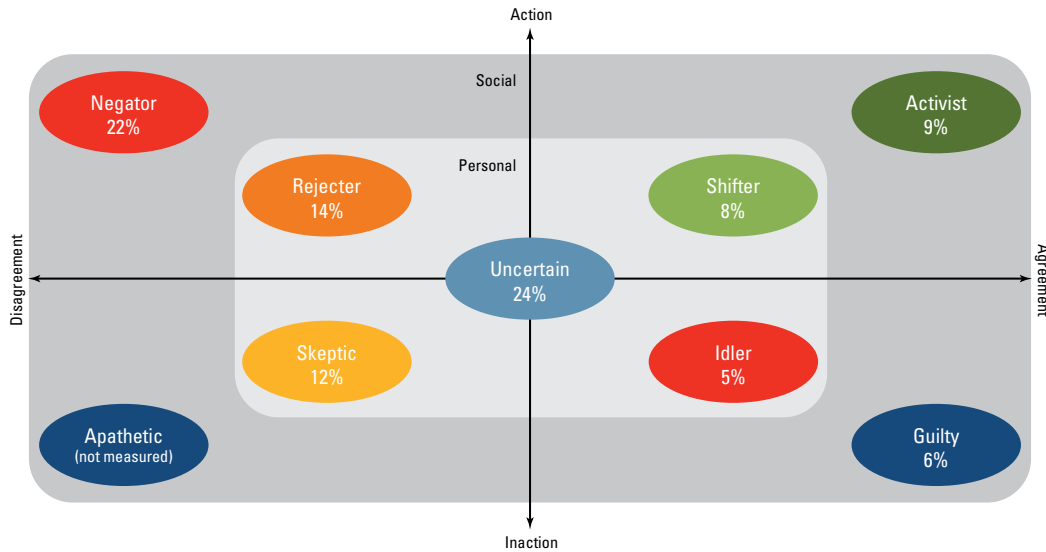 Action
Social
Negator
22%
Activist
9%
Personal
Rejecter
14%
Shifter
8%
Disagreement
Uncertain
24%
Agreement
Skeptic
12%
Idler
5%
Apathetic
(not measured)
Guilty
6%
Inaction